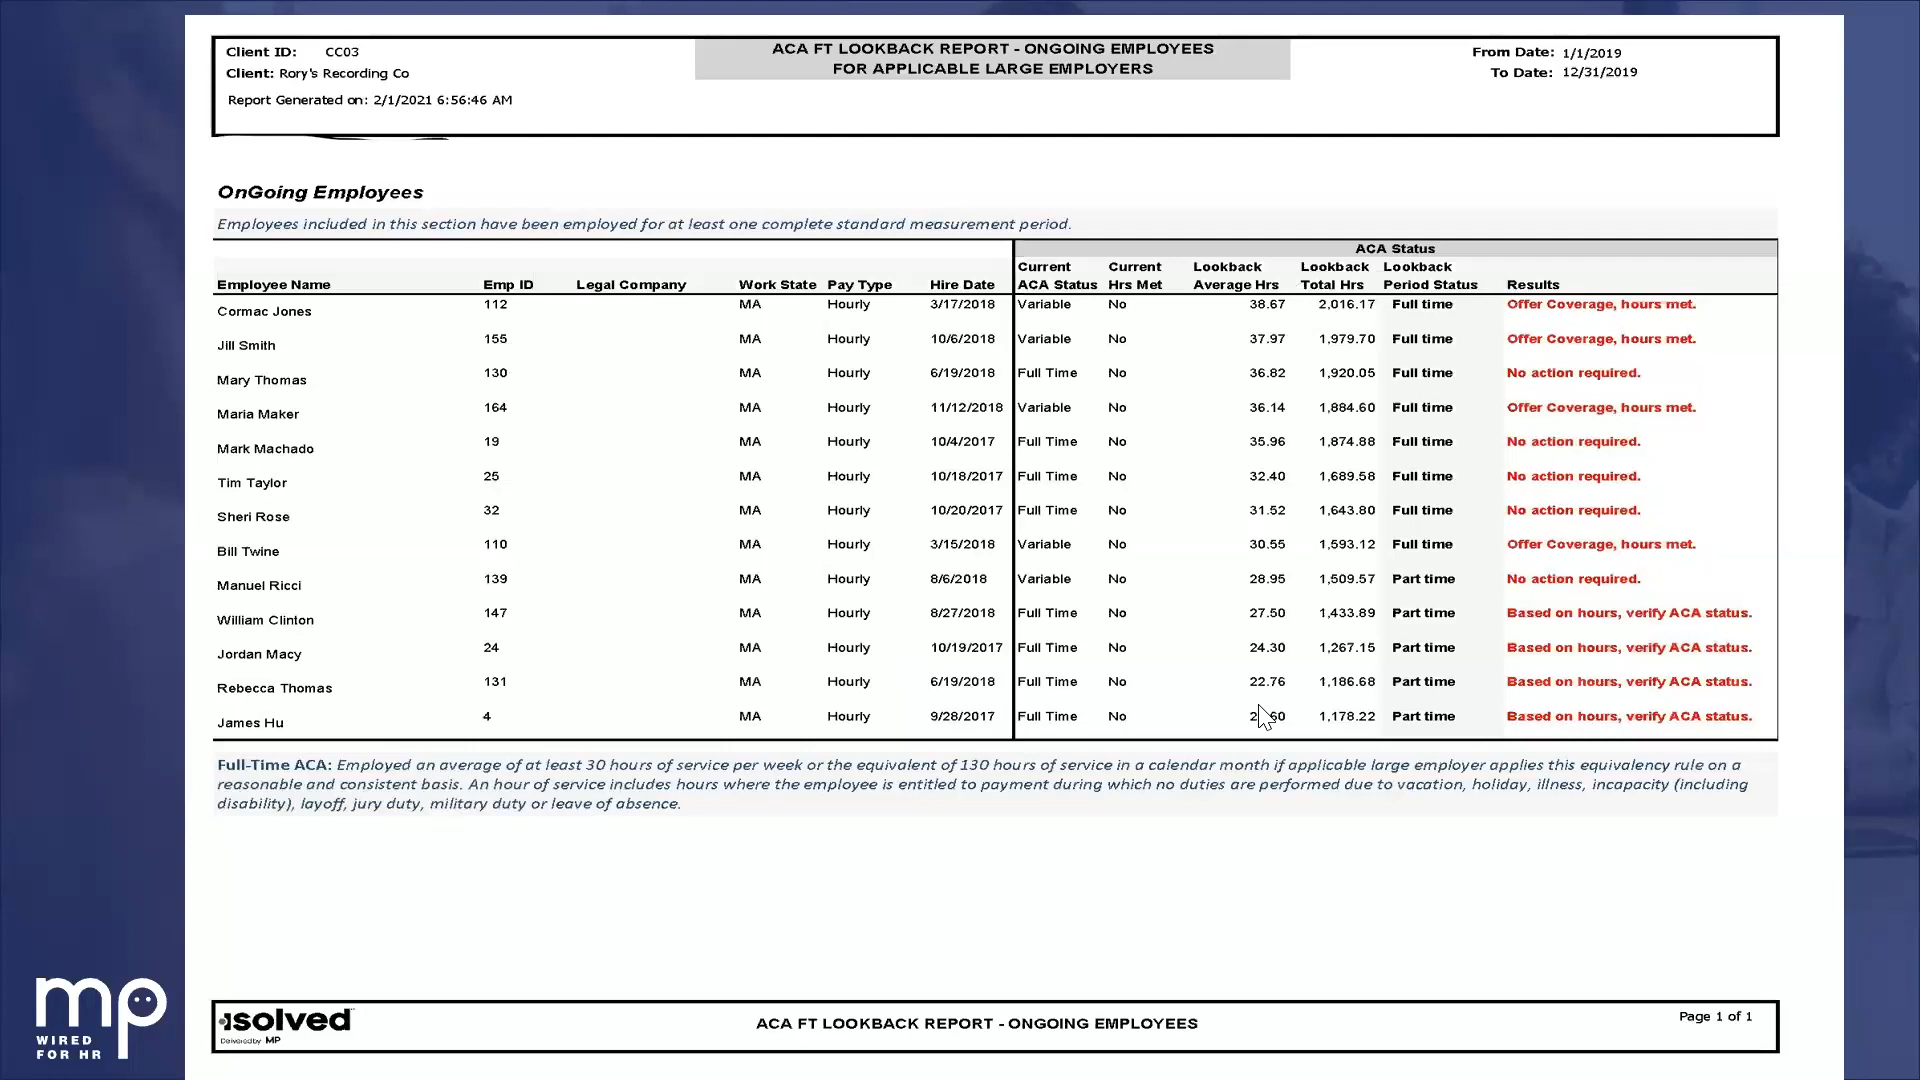 Client ID: CC03
Client: Rory's Recording Co
Report Generated on: 2/1/2021 6:56:46 AM
ACA FT LOOKBACK REPORT - ONGOING EMPLOYEES
FOR APPLICABLE LARGE EMPLOYERS
From Date: 1/1/2019
To Date: 12/31/2019
OnGoing Employees
Employees included in this section have been employed for at least one complete standard measurement period.
ACA Status
Employee Name Emp ID Legal Company Work State Pay Type Hire Date Current ACA Status Current Hrs Met Lookback Average Hrs Lookback Total Hrs Lookback Period Status Results
Cormac Jones 112 MA Hourly 3/17/2018 Variable No 38.67 2,016.17 Full time Offer Coverage, hours met.
Jill Smith 155 MA Hourly 10/6/2018 Variable No 37.97 1,979.70 Full time Offer Coverage, hours met.
Mary Thomas 130 MA Hourly 6/19/2018 Full Time No 36.82 1,920.05 Full time No action required.
Maria Maker 164 MA Hourly 11/12/2018 Variable No 36.14 1,884.60 Full time Offer Coverage, hours met.
Mark Machado 19 MA Hourly 10/4/2017 Full Time No 35.96 1,874.88 Full time No action required.
Tim Taylor 25 MA Hourly 10/18/2017 Full Time No 32.40 1,689.58 Full time No action required.
Sheri Rose 32 MA Hourly 10/20/2017 Full Time No 31.52 1,643.80 Full time No action required.
Bill Twine 110 MA Hourly 3/15/2018 Variable No 30.55 1,593.12 Full time Offer Coverage, hours met.
Manuel Ricci 139 MA Hourly 8/6/2018 Variable No 28.95 1,509.57 Part time No action required.
William Clinton 147 MA Hourly 8/27/2018 Full Time No 27.50 1,433.89 Part time Based on hours, verify ACA status.
Jordan Macy 24 MA Hourly 10/19/2017 Full Time No 24.30 1,267.15 Part time Based on hours, verify ACA status.
Rebecca Thomas 131 MA Hourly 6/19/2018 Full Time No 22.76 1,186.68 Part time Based on hours, verify ACA status.
James Hu 4 MA Hourly 9/28/2017 Full Time No 1,178.22 Part time Based on hours, verify ACA status.
Full-Time ACA: Employed an average of at least 30 hours of service per week or the equivalent of 130 hours of service in a calendar month if applicable large employer applies this equivalency rule on a
reasonable and consistent basis. An hour of service includes hours where the employee is entitled to payment during which no duties are performed due to vacation, holiday, illness, incapacity (including
disability), layoff, jury duty, military duty or leave of absence.
mp
WIRED
FOR HR
isolved
Delivered by MP
ACA FT LOOKBACK REPORT - ONGOING EMPLOYEES
Page 1 of 1